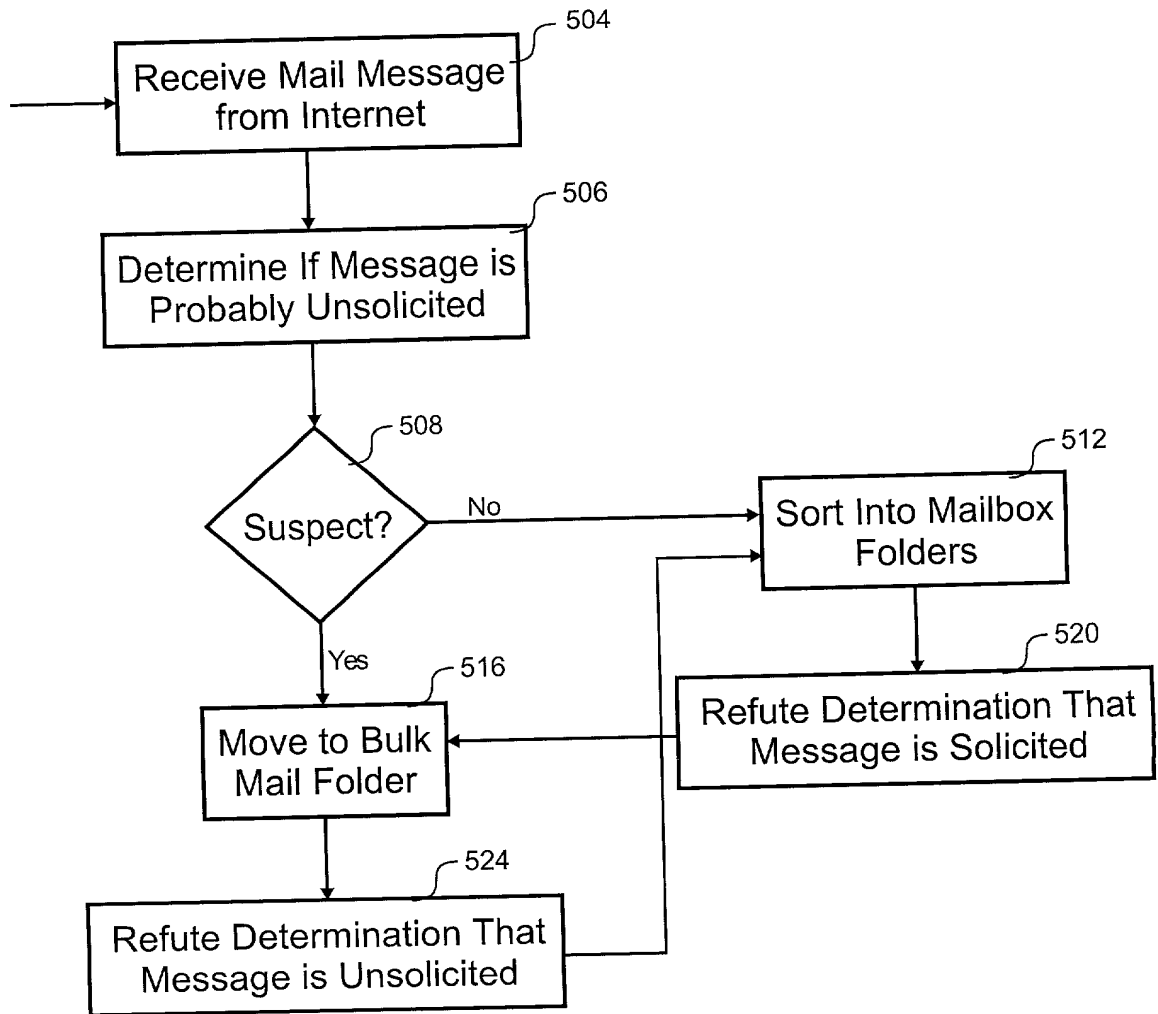 504
Receive Mail Message
from Internet
506
Determine If Message is
Probably Unsolicited
508
Suspect?
No
512
Sort Into Mailbox
Folders
Yes
516
Move to Bulk
Mail Folder
520
Refute Determination That
Message is Solicited
524
Refute Determination That
Message is Unsolicited